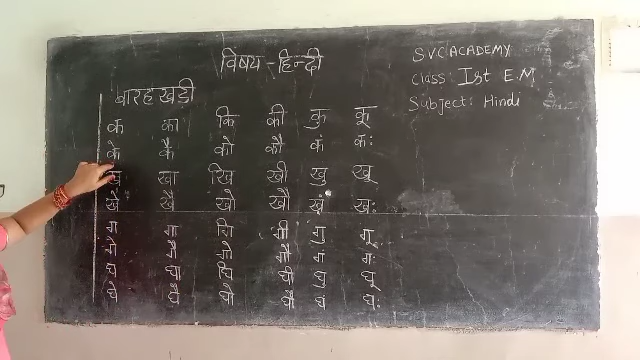 विषय - हिन्दी
SVC ACADEMY
Class: Ist E.M
Subject: Hindi
बारहखड़ी
क का कि की कु कू
के कै को कौ कं कः
ख खा खि खी खु खू
खे खै खो खौ खं खः
ग गा गि गी गु गू
गे गै गो गौ गं गः
घ घा घि घी घु घू
घे घै घो घौ घं घः